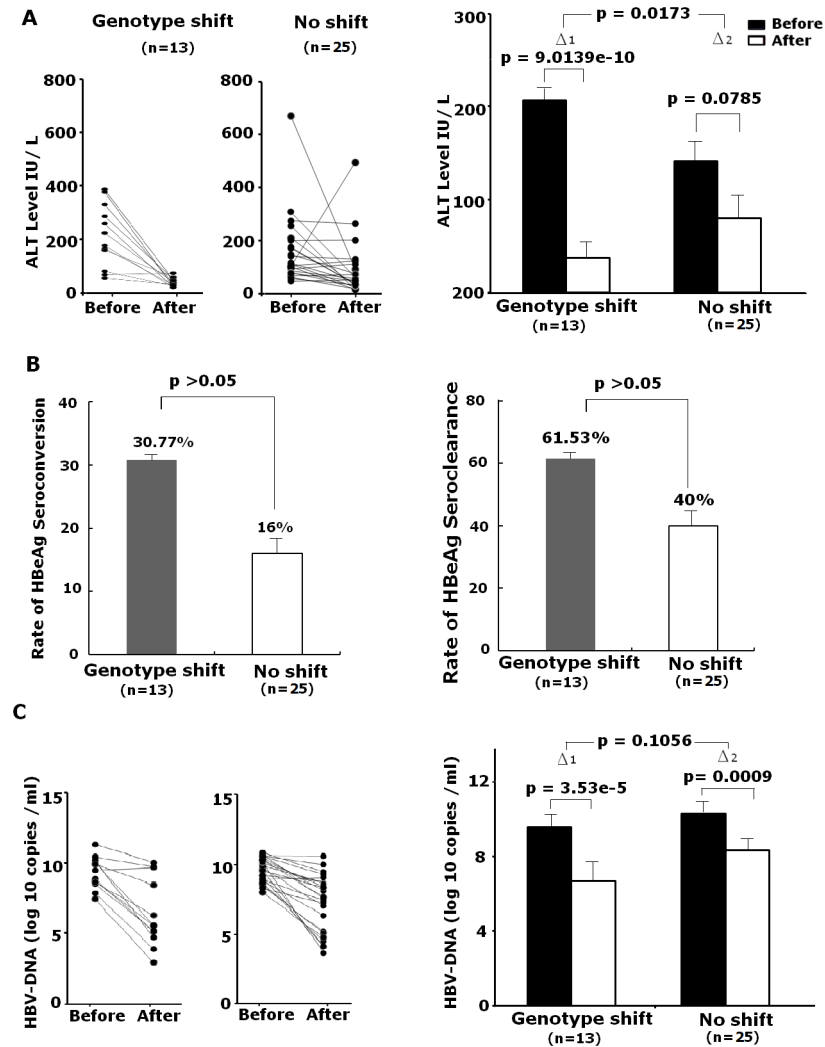 A
Genotype shift
(n=13)
No shift
(n=25)
ALT Level IU/ L
800
600
400
200
0
Before After
800
600
400
200
0
Before After
p = 0.0173
Δ1
Δ2
Before
After
p = 9.0139e-10
p = 0.0785
ALT Level IU/ L
300
200
100
200
Genotype shift
(n=13)
No shift
(n=25)
B
p >0.05
Rate of HBeAg Seroconversion
40
30
20
10
0
30.77%
16%
Genotype shift
(n=13)
No shift
(n=25)
p >0.05
Rate of HBeAg Seroclearance
80
60
40
20
0
61.53%
40%
Genotype shift
(n=13)
No shift
(n=25)
C
HBV-DNA (log 10 copies /ml)
15
10
5
0
Before After
15
10
5
0
Before After
p = 0.1056
Δ1
Δ2
p = 3.53e-5
p= 0.0009
HBV-DNA (log 10 copies /ml)
12
8
4
0
Genotype shift
(n=13)
No shift
(n=25)